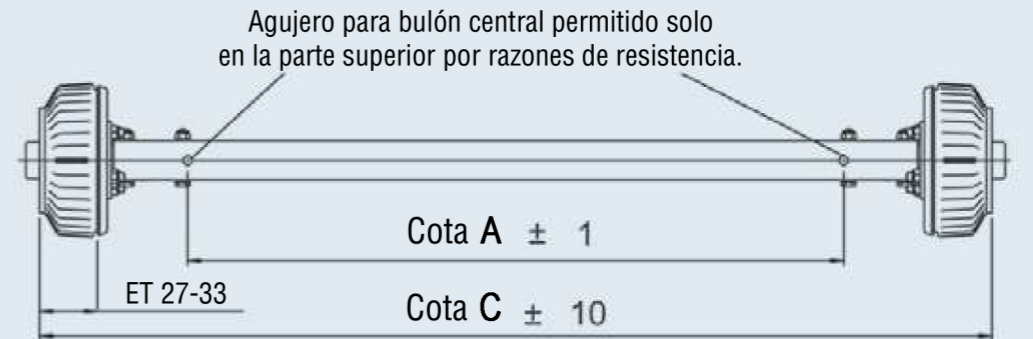 Agujero para bulón central permitido solo
en la parte superior por razones de resistencia.
Cota A ± 1
ET 27-33
Cota C ± 10